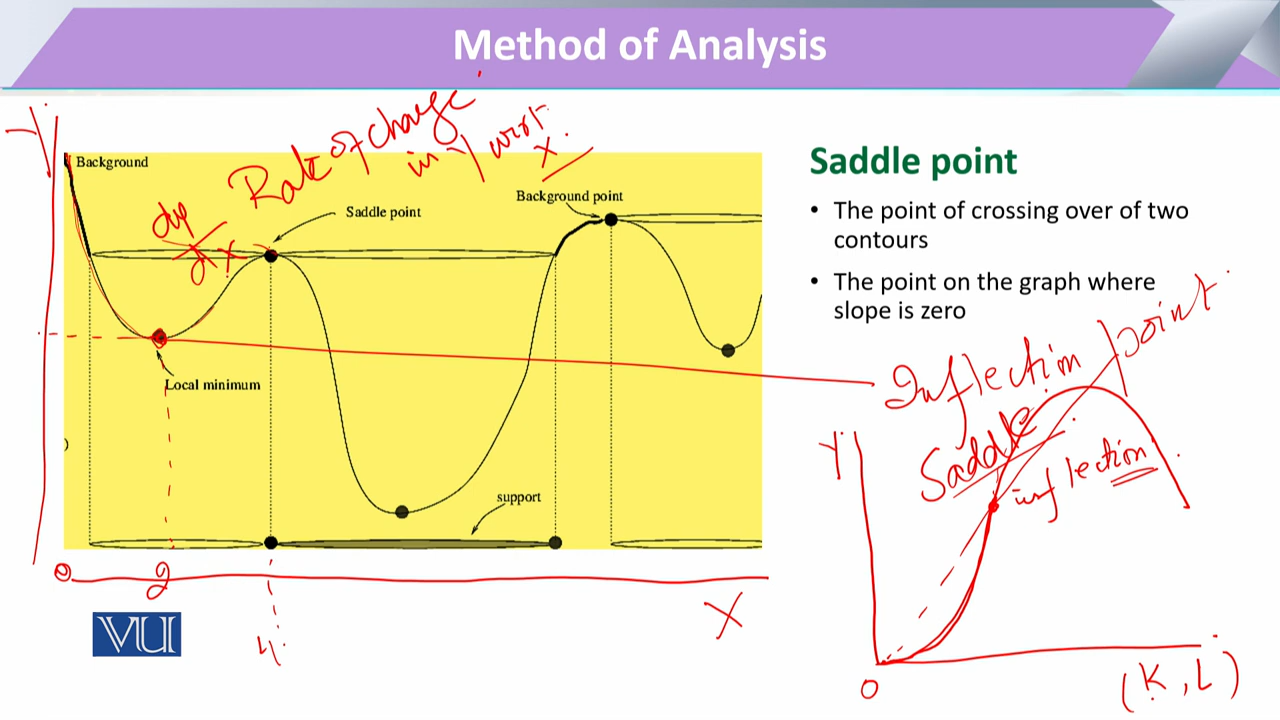 Method of Analysis
Y
Background
dy/dx
Rate of change
in y w.r.t.
x
Saddle point
Background point
Local minimum
support
0
2
4
X
VU
Saddle point
• The point of crossing over of two
contours
• The point on the graph where
slope is zero
Inflection point
Saddle
inflection
Y
0
(K, L)